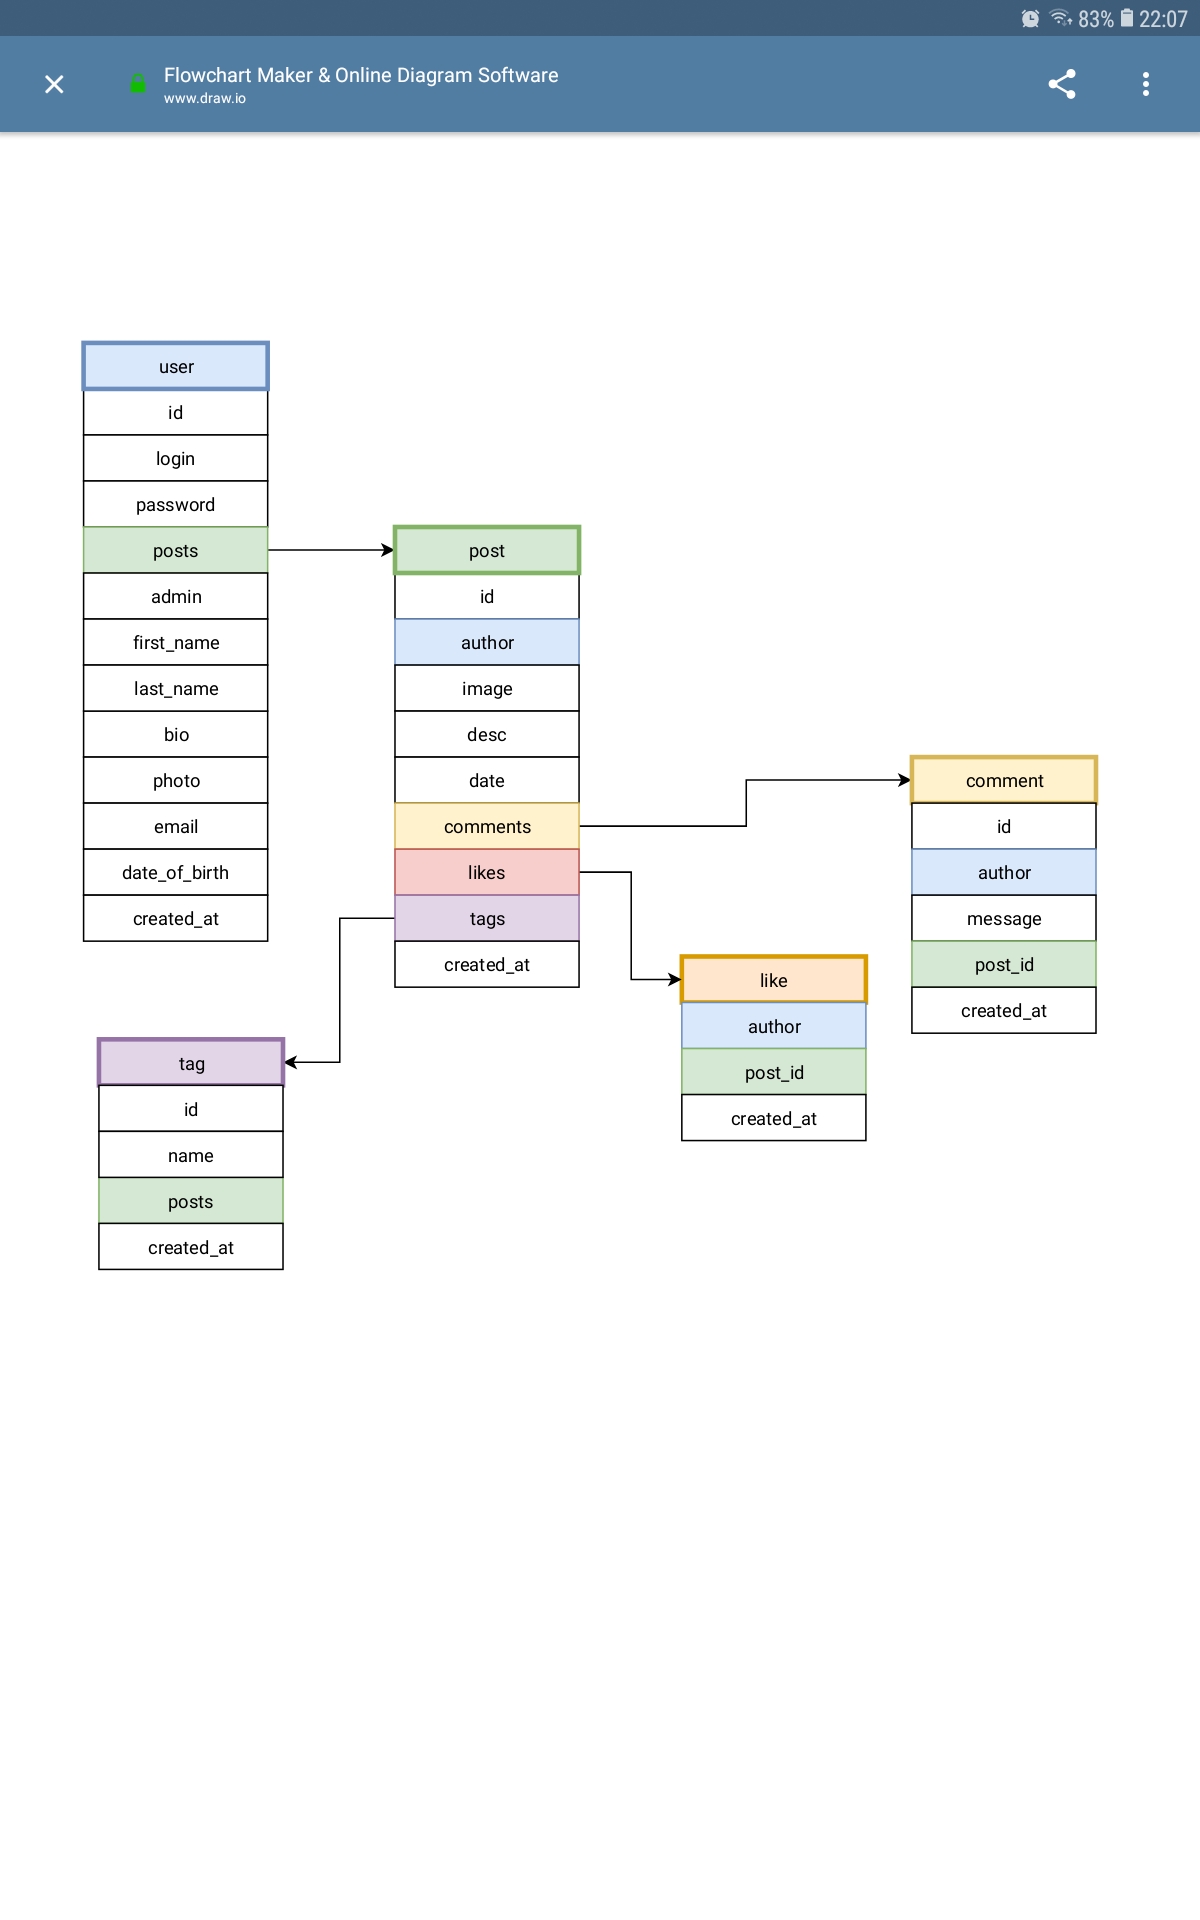 83% 22:07
Flowchart Maker & Online Diagram Software
www.draw.io
user
id
login
password
posts
admin
first_name
last_name
bio
photo
email
date_of_birth
created_at
post
id
author
image
desc
date
comments
likes
tags
created_at
comment
id
author
message
post_id
created_at
like
author
post_id
created_at
tag
id
name
posts
created_at